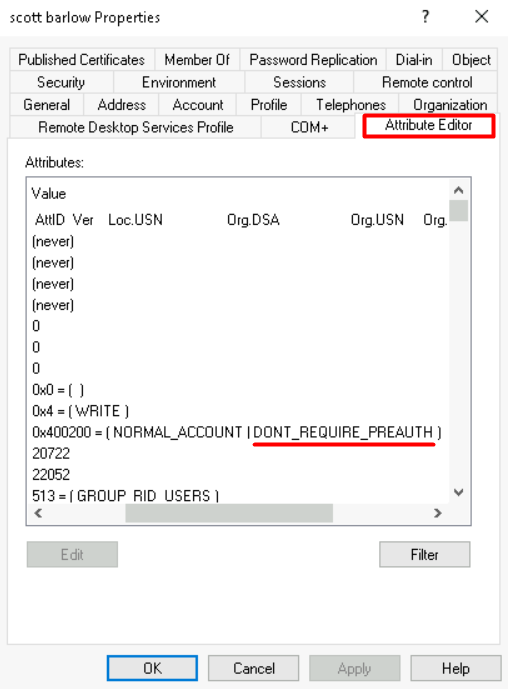 scott barlow Properties ? ×
Published Certificates Member Of Password Replication Dial-in Object
Security Environment Sessions Remote control
General Address Account Profile Telephones Organization
Remote Desktop Services Profile COM+ Attribute Editor
Attributes:
Value
AttID Ver Loc.USN Org.DSA Org.USN Org.
(never)
(never)
(never)
(never)
0
0
0
0x0 = ( )
0x4 = ( WRITE )
0x400200 = ( NORMAL_ACCOUNT | DONT_REQUIRE_PREAUTH )
20722
22052
513 = ( GROUP_RID_USERS )
Edit Filter
OK Cancel Apply Help